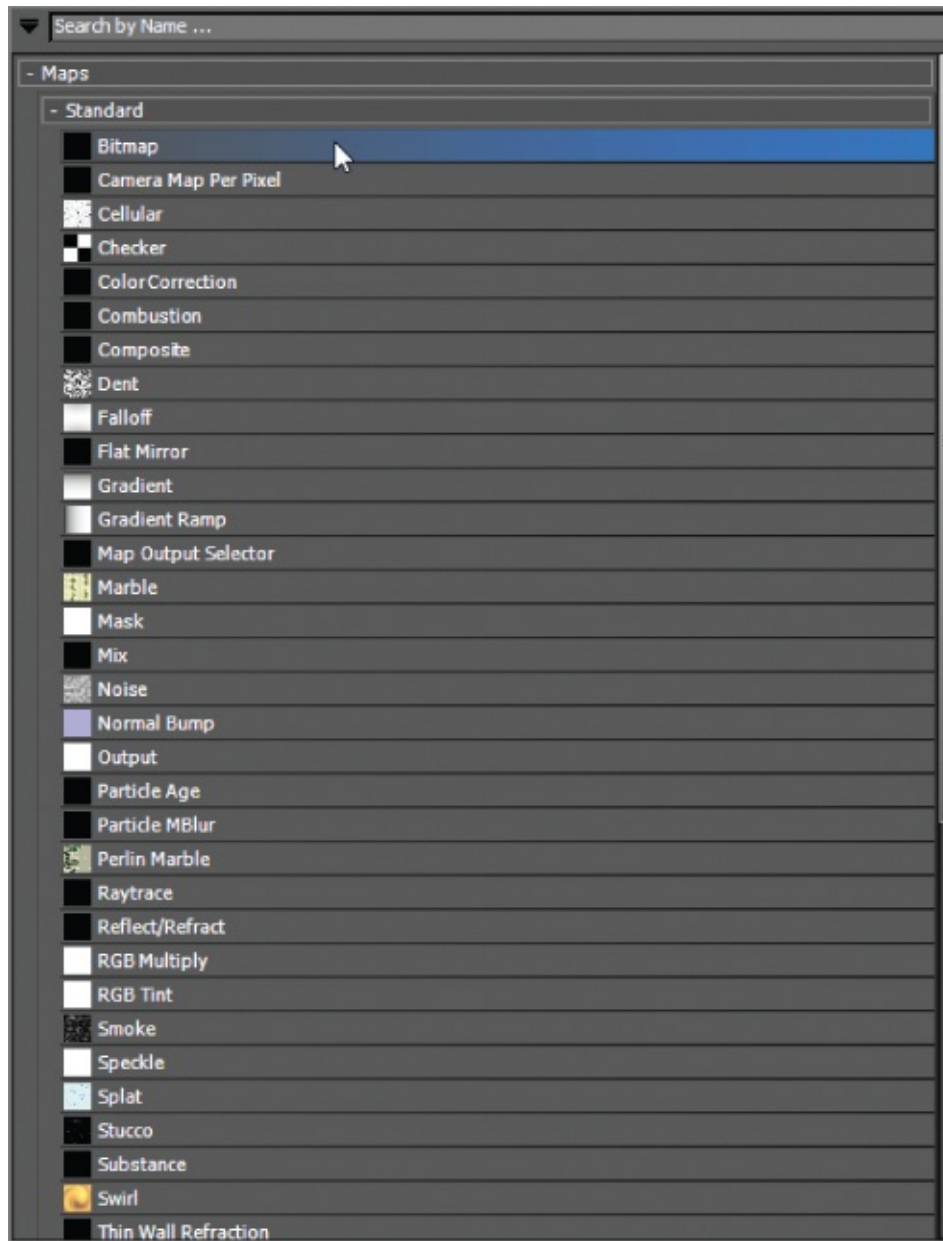 Search by Name ...
- Maps
- Standard
Bitmap
Camera Map Per Pixel
Cellular
Checker
Color Correction
Combustion
Composite
Dent
Falloff
Flat Mirror
Gradient
Gradient Ramp
Map Output Selector
Marble
Mask
Mix
Noise
Normal Bump
Output
Particle Age
Particle MBlur
Perlin Marble
Raytrace
Reflect/Refract
RGB Multiply
RGB Tint
Smoke
Speckle
Splat
Stucco
Substance
Swirl
Thin Wall Refraction